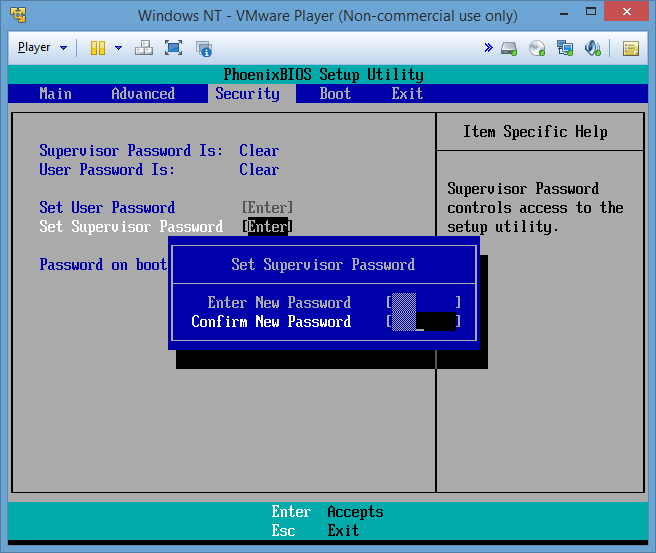 Windows NT - VMware Player (Non-commercial use only)
Player
PhoenixBIOS Setup Utility
Main Advanced Security Boot Exit
Item Specific Help
Supervisor Password Is: Clear
User Password Is: Clear
Supervisor Password
controls access to the
setup utility.
Set User Password [Enter]
Set Supervisor Password [Enter]
Password on boot
Set Supervisor Password
Enter New Password [ ]
Confirm New Password [ ]
Enter Accepts
Esc Exit